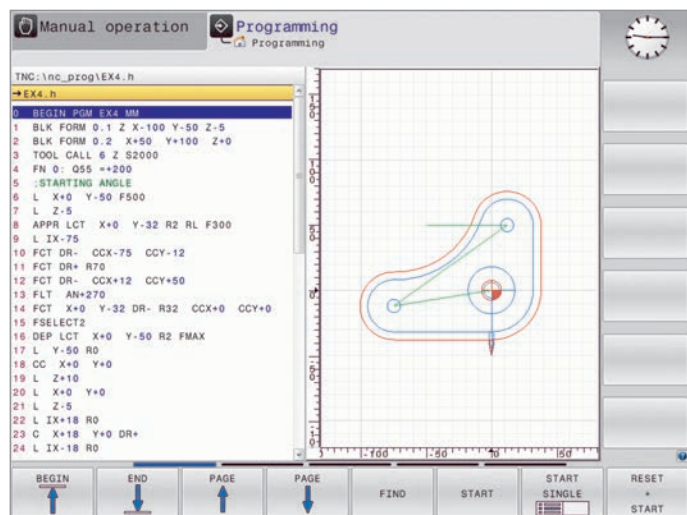 Manual operation
Programming
Programming
TNC:\nc_prog\EX4.h
→EX4.h
0 BEGIN PGM EX4 MM
1 BLK FORM 0.1 Z X-100 Y-50 Z-5
2 BLK FORM 0.2 X+50 Y+100 Z+0
3 TOOL CALL 6 Z S2000
4 FN 0: Q55 =+200
5 ;STARTING ANGLE
6 L X+0 Y-50 F500
7 L Z-5
8 APPR LCT X+0 Y-32 R2 RL F300
9 L IX-75
10 FCT DR- CCX-75 CCY-12
11 FCT DR+ R70
12 FCT DR- CCX+12 CCY+50
13 FLT AN+270
14 FCT X+0 Y-32 DR- R32 CCX+0 CCY+0
15 FSELECT2
16 DEP LCT X+0 Y-50 R2 FMAX
17 L Y-50 R0
18 CC X+0 Y+0
19 L Z+10
20 L X+0 Y+0
21 L Z-5
22 L IX+18 R0
23 C X+18 Y+0 DR+
24 L IX-18 R0
150
100
50
0
-50
-10
-100
-50
0
50
BEGIN
END
PAGE
PAGE
FIND
START
START
SINGLE
RESET
+
START